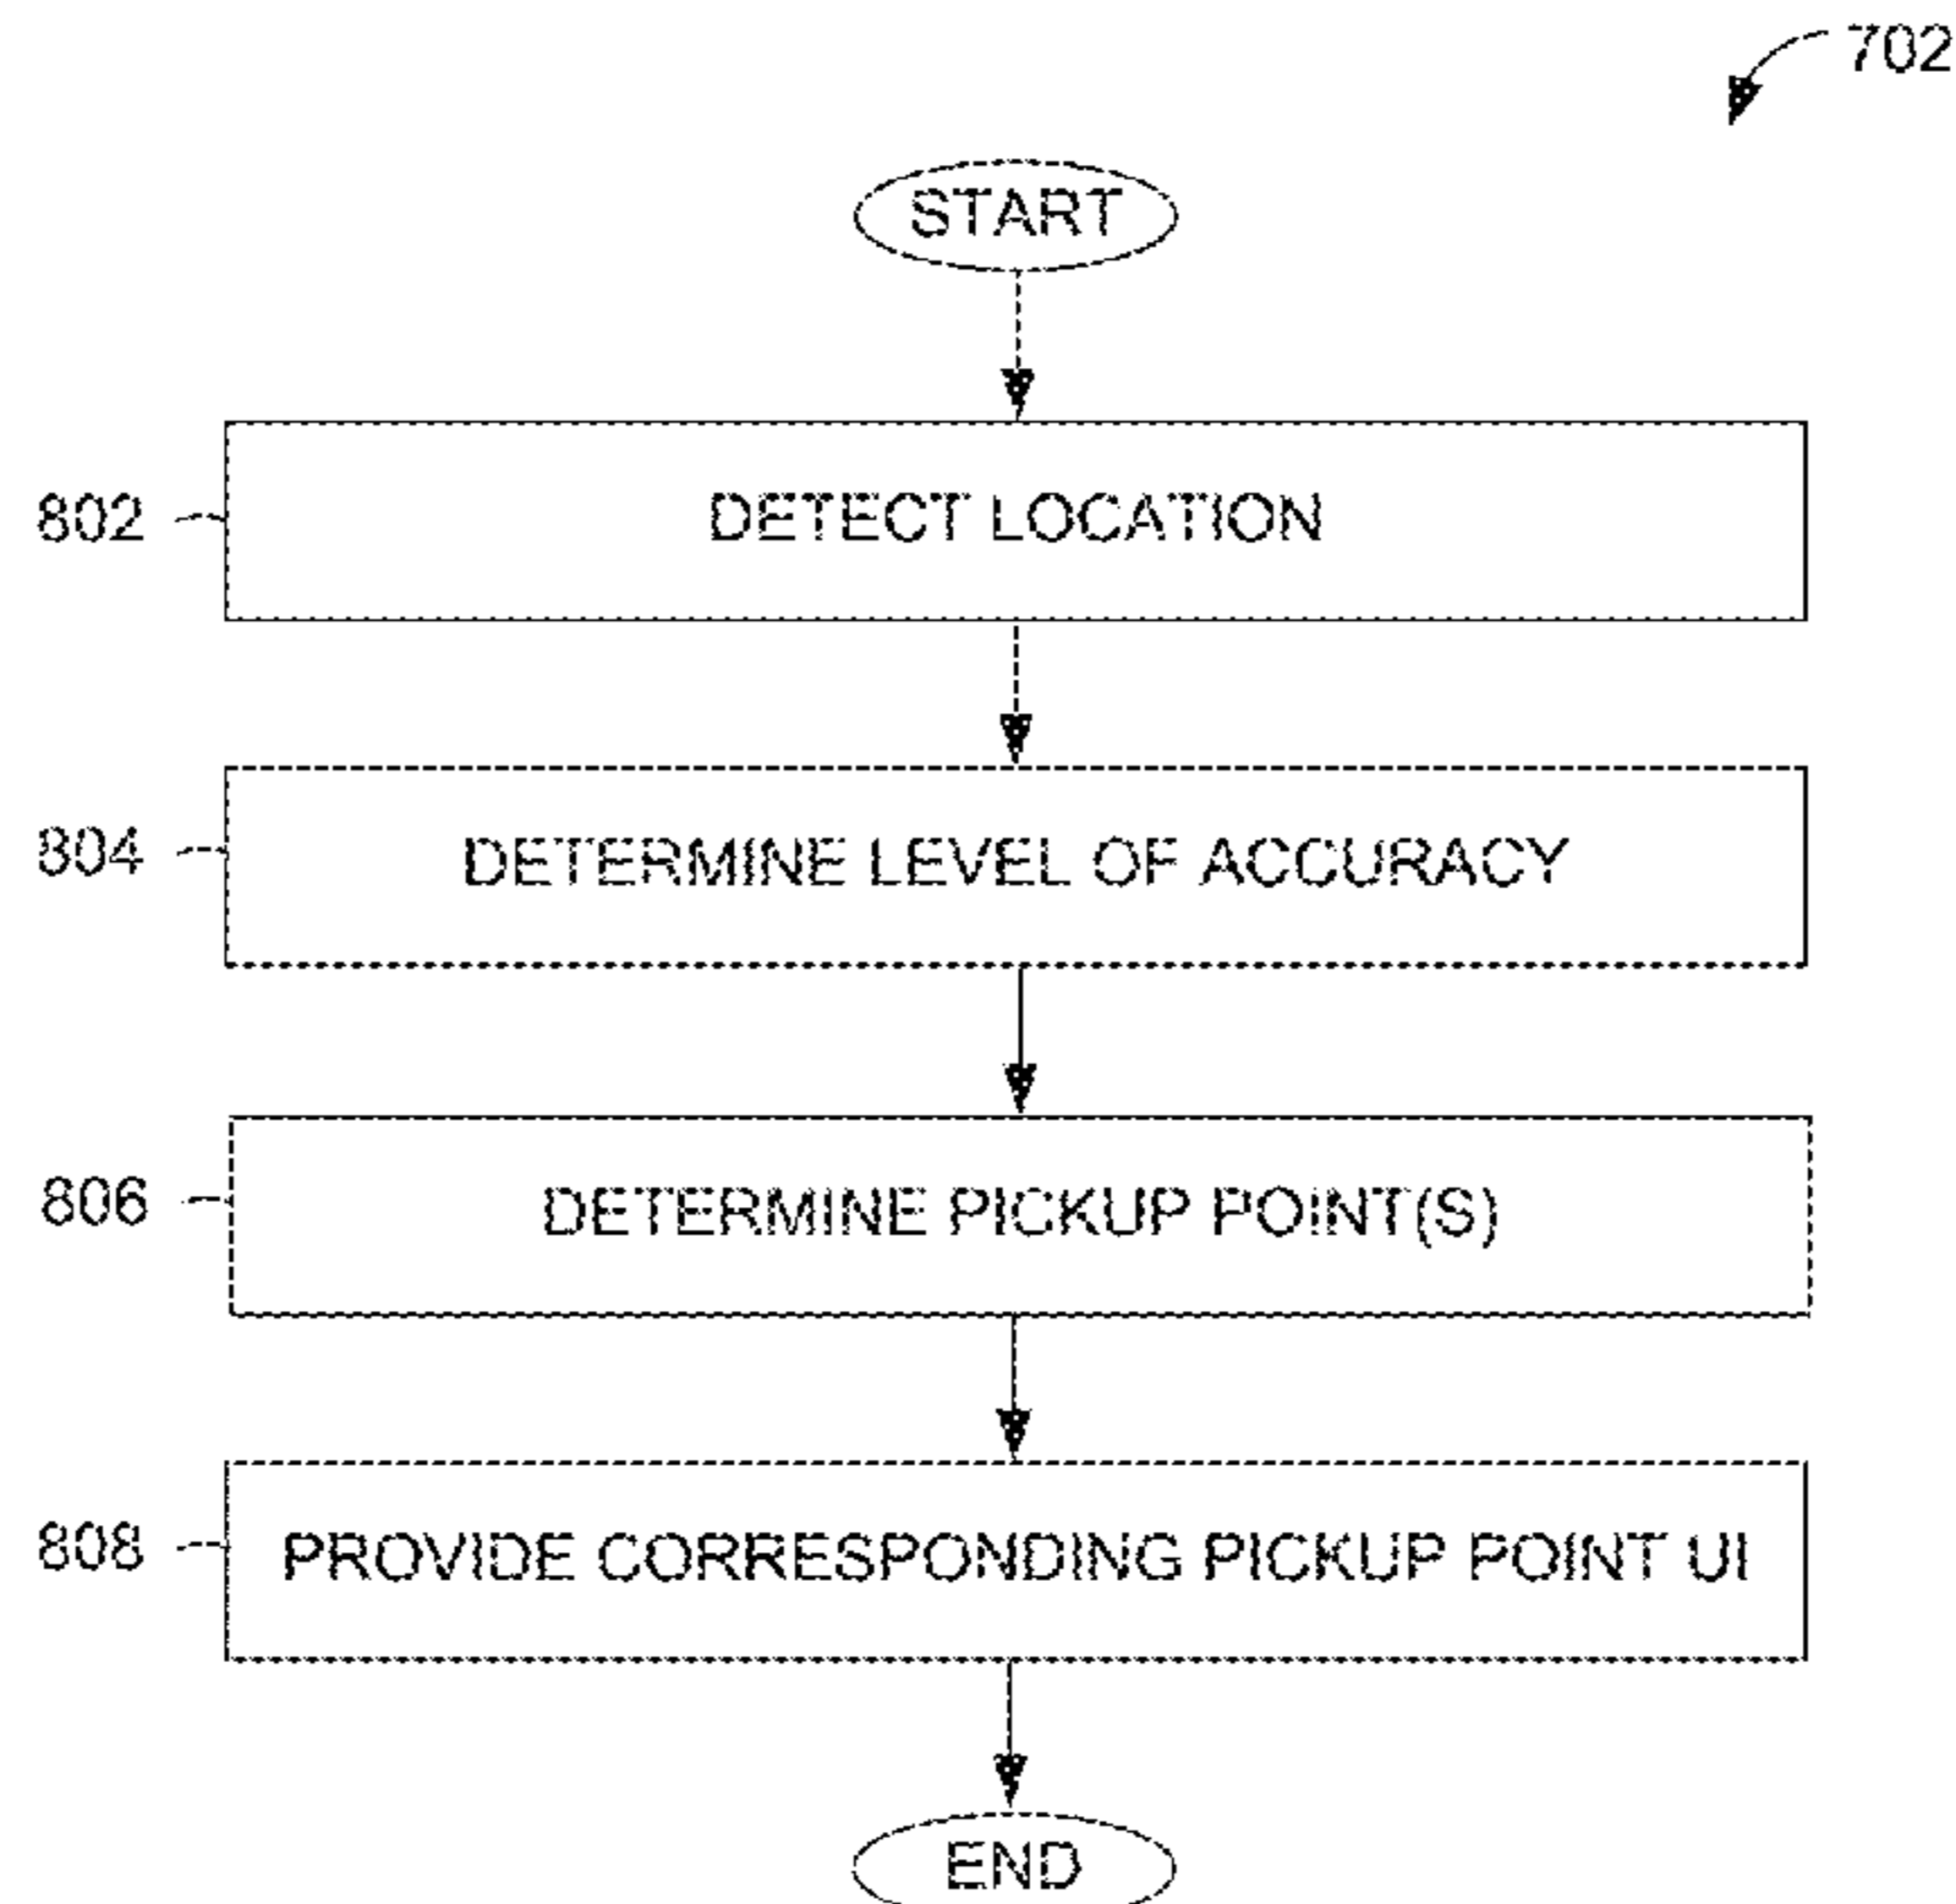 702
START
802 DETECT LOCATION
804 DETERMINE LEVEL OF ACCURACY
806 DETERMINE PICKUP POINT(S)
808 PROVIDE CORRESPONDING PICKUP POINT UI
END